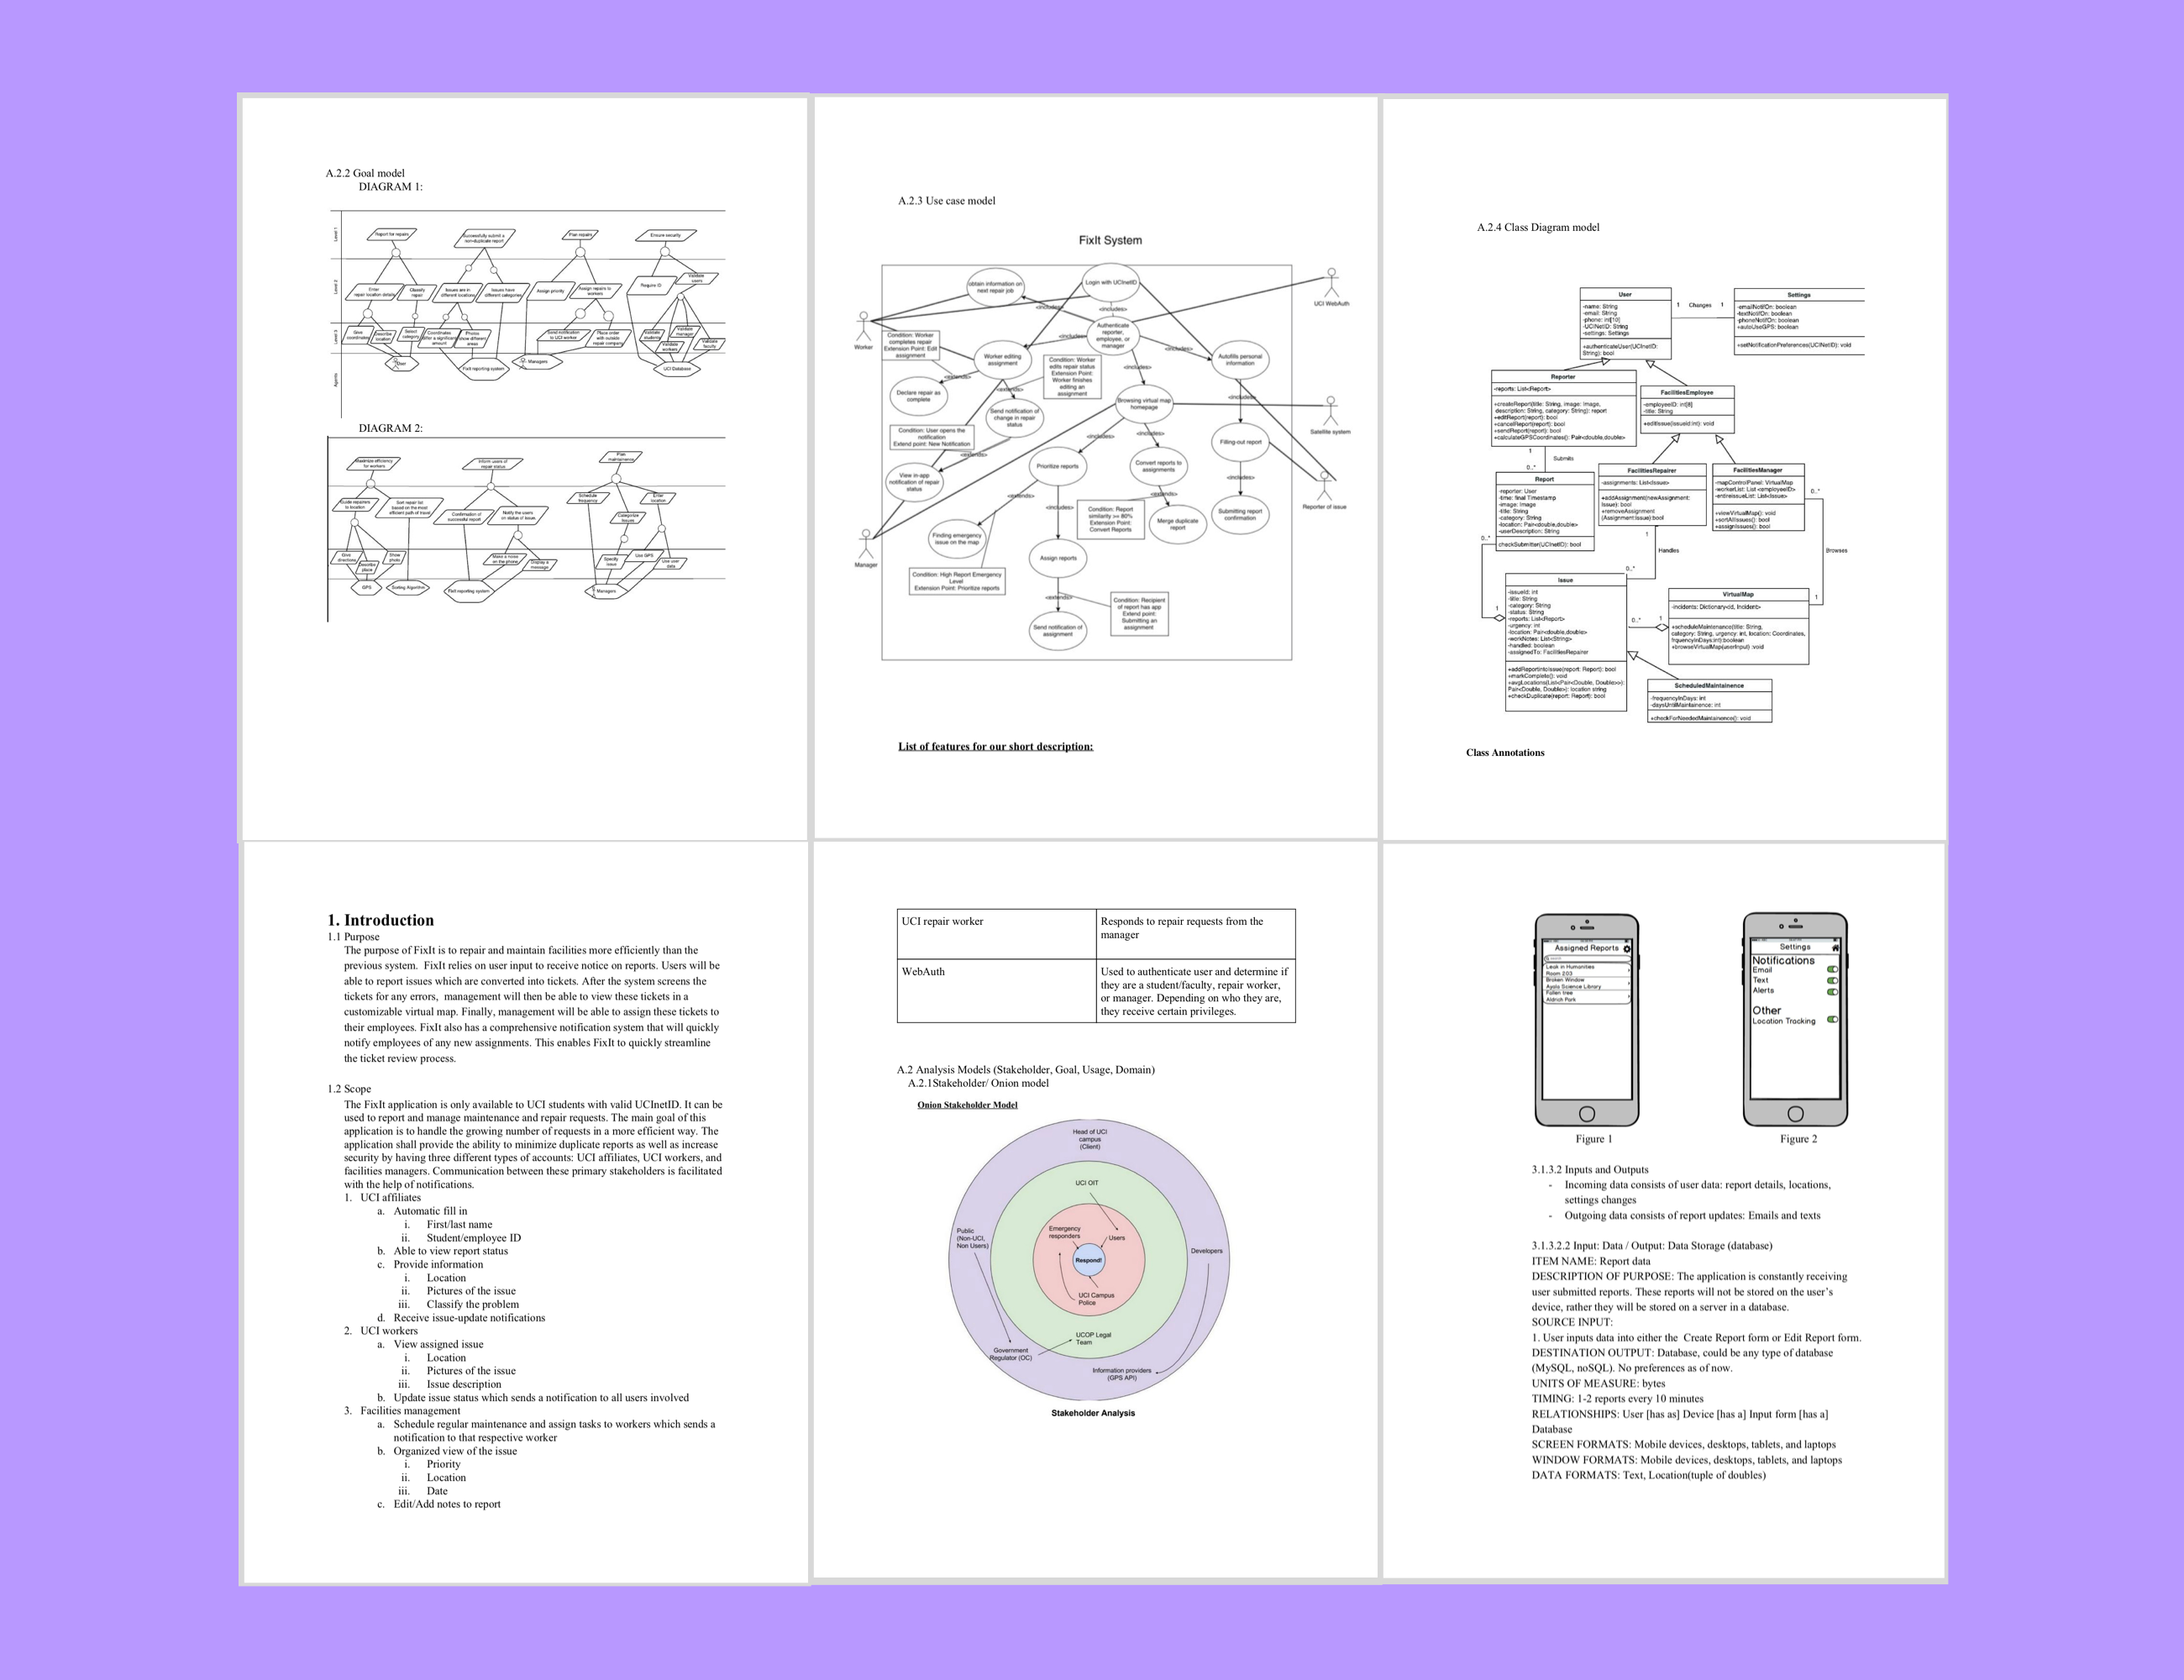 A.2.2 Goal model
DIAGRAM 1:
Level 1
Report for repairs
Successfully submit a
non-duplicate report
Plan repairs
Ensure security
Level 2
Enter
repair location details
Classify
repair
Issues are in
different locations
Issues have
different categories
Assign priority
Assign repairs to
workers
Require ID
Validate
users
Level 3
Give
coordinates
Describe
location
Select
category
Coordinates
differ a significant
amount
Photos
show different
areas
Send notification
to UCI worker
Place order
with outside
repair company
Validate
student
Validate
workers
Validate
manager
Validate
faculty
Agents
User
FixIt reporting system
Managers
UCI Database
DIAGRAM 2:
Maximize efficiency
for workers
Inform users of
repair status
Plan
maintenance
Guide reporters
to location
Sort repair list
based on the most
efficient path of travel
Confirmation of
successful report
Notify the users
on status of issue
Schedule
frequency
Categorize
Issues
Enter
location
Give
directions
Describe
place
Show
photo
Make a noise
on the phone
Display a
message
Specify
issue
Use GPS
Use user
data
GPS
Sorting Algorithm
FixIt reporting system
Managers
A.2.3 Use case model
FixIt System
obtain information on
next repair job
Login with UCInetID
UCI WebAuth
<includes>
<includes>
Worker
Condition: Worker
completes repair
Extension Point: Edit
assignment
<includes>
Authenticate
reporter,
employee, or
manager
<includes>
Worker editing
assignment
Condition: Worker
edits repair status
Extension Point:
Worker finishes
editing an
assignment
Autofills personal
information
<extends>
<includes>
<extends>
Declare repair as
complete
<includes>
Browsing virtual map
homepage
Send notification of
change in repair
status
Satellite system
Condition: User opens the
notification
Extend point: New Notification
<includes>
<includes>
Filling-out report
<extends>
Prioritize reports
Convert reports to
assignments
View in-app
notification of repair
status
<includes>
<extends>
<extends>
<includes>
Condition: Report
similarity >= 80%
Extension Point:
Convert Reports
Merge duplicate
report
Submitting report
confirmation
Reporter of issue
Finding emergency
issue on the map
Manager
Assign reports
Condition: High Report Emergency
Level
Extension Point: Prioritize reports
<extends>
Condition: Recipient
of report has app
Extend point:
Submitting an
assignment
Send notification of
assignment
List of features for our short description:
A.2.4 Class Diagram model
User
-name: String
-email: String
-phone: int[10]
-UCINetID: String
-settings: Settings
+authenticateUser(UCINetID:
String): bool
1 Changes 1
Settings
-emailNotifOn: boolean
-textNotifOn: boolean
-phoneNotifOn: boolean
+autoUseGPS: boolean
+setNotificationPreferences(UCINetID): void
Reporter
-reports: List<Report>
+createReport(title: String, image: Image,
description: String, category: String): report
+editReport(report): bool
+cancelReport(report): bool
+sendReport(report): bool
+calculateGPSCoordinates(): Pair<double,double>
FacilitiesEmployee
-employeeID: int[8]
-title: String
+editIssue(issueId:int): void
1
Submits
0..*
Report
-reporter: User
-time: final Timestamp
-image: Image
-title: String
-category: String
-location: Pair<double,double>
-userDescription: String
checkSubmitter(UCInetID): bool
FacilitiesRepairer
-assignments: List<Issue>
+addAssignment(newAssignment:
Issue): bool
+removeAssignment
(Assignment:Issue):bool
FacilitiesManager
-mapControlPanel: VirtualMap
-workerList: List <employeeID>
-entireissueList: List<Issue>
+viewVirtualMap(): void
+sortAllIssues(): bool
+assignIssues(): bool
0..*
1
Handles
0..*
Browses
1
0..*
1
Issue
-issueId: int
-title: String
-category: String
-status: String
-reports: List<Report>
-urgency: int
-location: Pair<double,double>
-workNotes: List<String>
-handled: boolean
-assignedTo: FacilitiesRepairer
+addReportIntoIssue(report: Report): bool
+markComplete(): void
+avgLocations(List<Pair<Double, Double>>):
Pair<Double, Double>: location string
+checkDuplicate(report: Report): bool
0..* 1
VirtualMap
-incidents: Dictionary<id, Incident>
+scheduleMaintenance(title: String,
category: String, urgency: int, location: Coordinates,
frquencyInDays:int):boolean
+browseVirtualMap(userInput) :void
ScheduledMaintainence
-frequencyInDays: int
-daysUntilMaintainence: int
+checkForNeededMaintainence(): void
Class Annotations
1. Introduction
1.1 Purpose
The purpose of FixIt is to repair and maintain facilities more efficiently than the
previous system. FixIt relies on user input to receive notice on reports. Users will be
able to report issues which are converted into tickets. After the system screens the
tickets for any errors, management will then be able to view these tickets in a
customizable virtual map. Finally, management will be able to assign these tickets to
their employees. FixIt also has a comprehensive notification system that will quickly
notify employees of any new assignments. This enables FixIt to quickly streamline
the ticket review process.
1.2 Scope
The FixIt application is only available to UCI students with valid UCInetID. It can be
used to report and manage maintenance and repair requests. The main goal of this
application is to handle the growing number of requests in a more efficient way. The
application shall provide the ability to minimize duplicate reports as well as increase
security by having three different types of accounts: UCI affiliates, UCI workers, and
facilities managers. Communication between these primary stakeholders is facilitated
with the help of notifications.
1. UCI affiliates
a. Automatic fill in
i. First/last name
ii. Student/employee ID
b. Able to view report status
c. Provide information
i. Location
ii. Pictures of the issue
iii. Classify the problem
d. Receive issue-update notifications
2. UCI workers
a. View assigned issue
i. Location
ii. Pictures of the issue
iii. Issue description
b. Update issue status which sends a notification to all users involved
3. Facilities management
a. Schedule regular maintenance and assign tasks to workers which sends a
notification to that respective worker
b. Organized view of the issue
i. Priority
ii. Location
iii. Date
c. Edit/Add notes to report
UCI repair worker
Responds to repair requests from the
manager
WebAuth
Used to authenticate user and determine if
they are a student/faculty, repair worker,
or manager. Depending on who they are,
they receive certain privileges.
A.2 Analysis Models (Stakeholder, Goal, Usage, Domain)
A.2.1Stakeholder/ Onion model
Onion Stakeholder Model
Head of UCI
campus
(Client)
UCI OIT
Public
(Non-UCI,
Non Users)
Emergency
responders
Users
Developers
Respond!
UCI Campus
Police
UCOP Legal
Team
Government
Regulator (OC)
Information providers
(GPS API)
Stakeholder Analysis
Assigned Reports
Leak in Humanities
Room 203
Broken Window
Ayala Science Library
Fallen tree
Aldrich Park
Figure 1
Settings
Notifications
Email
Text
Alerts
Other
Location Tracking
Figure 2
3.1.3.2 Inputs and Outputs
- Incoming data consists of user data: report details, locations,
settings changes
- Outgoing data consists of report updates: Emails and texts
3.1.3.2.2 Input: Data / Output: Data Storage (database)
ITEM NAME: Report data
DESCRIPTION OF PURPOSE: The application is constantly receiving
user submitted reports. These reports will not be stored on the user’s
device, rather they will be stored on a server in a database.
SOURCE INPUT:
1. User inputs data into either the Create Report form or Edit Report form.
DESTINATION OUTPUT: Database, could be any type of database
(MySQL, noSQL). No preferences as of now.
UNITS OF MEASURE: bytes
TIMING: 1-2 reports every 10 minutes
RELATIONSHIPS: User [has as] Device [has a] Input form [has a]
Database
SCREEN FORMATS: Mobile devices, desktops, tablets, and laptops
WINDOW FORMATS: Mobile devices, desktops, tablets, and laptops
DATA FORMATS: Text, Location(tuple of doubles)